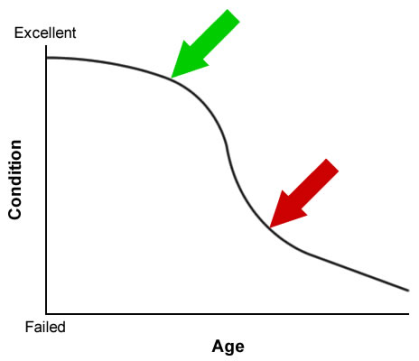 Excellent
Condition
Failed
Age